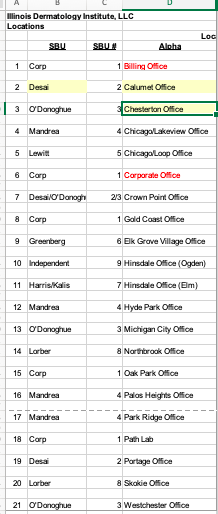 A B C D
Illinois Dermatology Institute, LLC
Locations
Loc
SBU SBU # Alpha
1 Corp 1 Billing Office
2 Desai 2 Calumet Office
3 O'Donoghue 3 Chesterton Office
4 Mandrea 4 Chicago/Lakeview Office
5 Lewitt 5 Chicago/Loop Office
6 Corp 1 Corporate Office
7 Desai/O'Donogh 2/3 Crown Point Office
8 Corp 1 Gold Coast Office
9 Greenberg 6 Elk Grove Village Office
10 Independent 9 Hinsdale Office (Ogden)
11 Harris/Kalis 7 Hinsdale Office (Elm)
12 Mandrea 4 Hyde Park Office
13 O'Donoghue 3 Michigan City Office
14 Lorber 8 Northbrook Office
15 Corp 1 Oak Park Office
16 Mandrea 4 Palos Heights Office
17 Mandrea 4 Park Ridge Office
18 Corp 1 Path Lab
19 Desai 2 Portage Office
20 Lorber 8 Skokie Office
21 O'Donoghue 3 Westchester Office